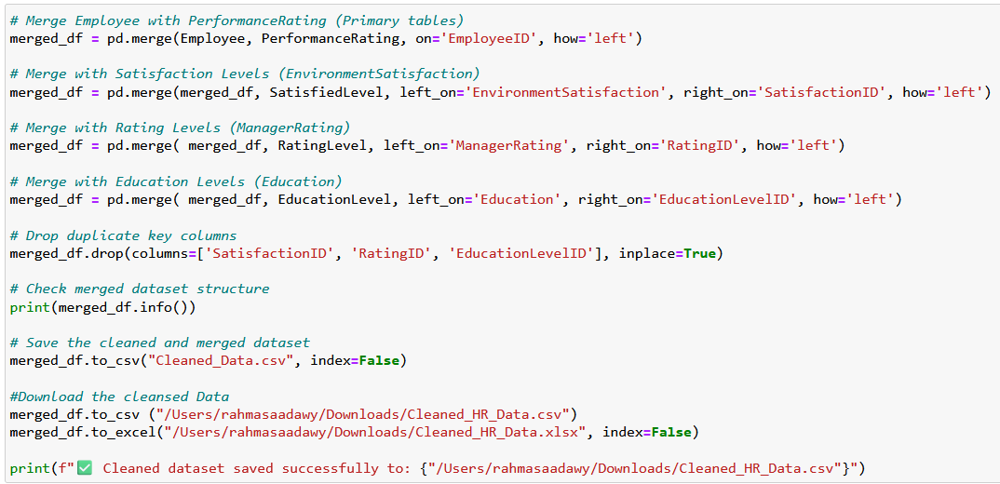 # Merge Employee with PerformanceRating (Primary tables)
merged_df = pd.merge(Employee, PerformanceRating, on='EmployeeID', how='left')
# Merge with Satisfaction Levels (EnvironmentSatisfaction)
merged_df = pd.merge(merged_df, SatisfiedLevel, left_on='EnvironmentSatisfaction', right_on='SatisfactionID', how='left')
# Merge with Rating Levels (ManagerRating)
merged_df = pd.merge( merged_df, RatingLevel, left_on='ManagerRating', right_on='RatingID', how='left')
# Merge with Education Levels (Education)
merged_df = pd.merge( merged_df, EducationLevel, left_on='Education', right_on='EducationLevelID', how='left')
# Drop duplicate key columns
merged_df.drop(columns=['SatisfactionID', 'RatingID', 'EducationLevelID'], inplace=True)
# Check merged dataset structure
print(merged_df.info())
# Save the cleaned and merged dataset
merged_df.to_csv("Cleaned_Data.csv", index=False)
#Download the cleansed Data
merged_df.to_csv ("/Users/rahmasaadawy/Downloads/Cleaned_HR_Data.csv")
merged_df.to_excel("/Users/rahmasaadawy/Downloads/Cleaned_HR_Data.xlsx", index=False)
print(f"✅ Cleaned dataset saved successfully to: {"/Users/rahmasaadawy/Downloads/Cleaned_HR_Data.csv"}")